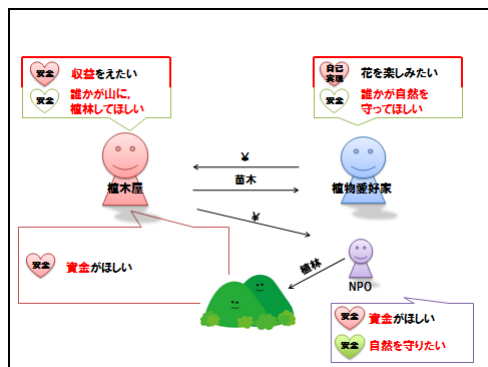 安全 収益をえたい
安全 誰かが山に,
植林してほしい
自己
実現 花を楽しみたい
安全 誰かが自然を
守ってほしい
¥
苗木
植木屋
植物愛好家
¥
安全 資金がほしい
植林
NPO
安全 資金がほしい
安全 自然を守りたい